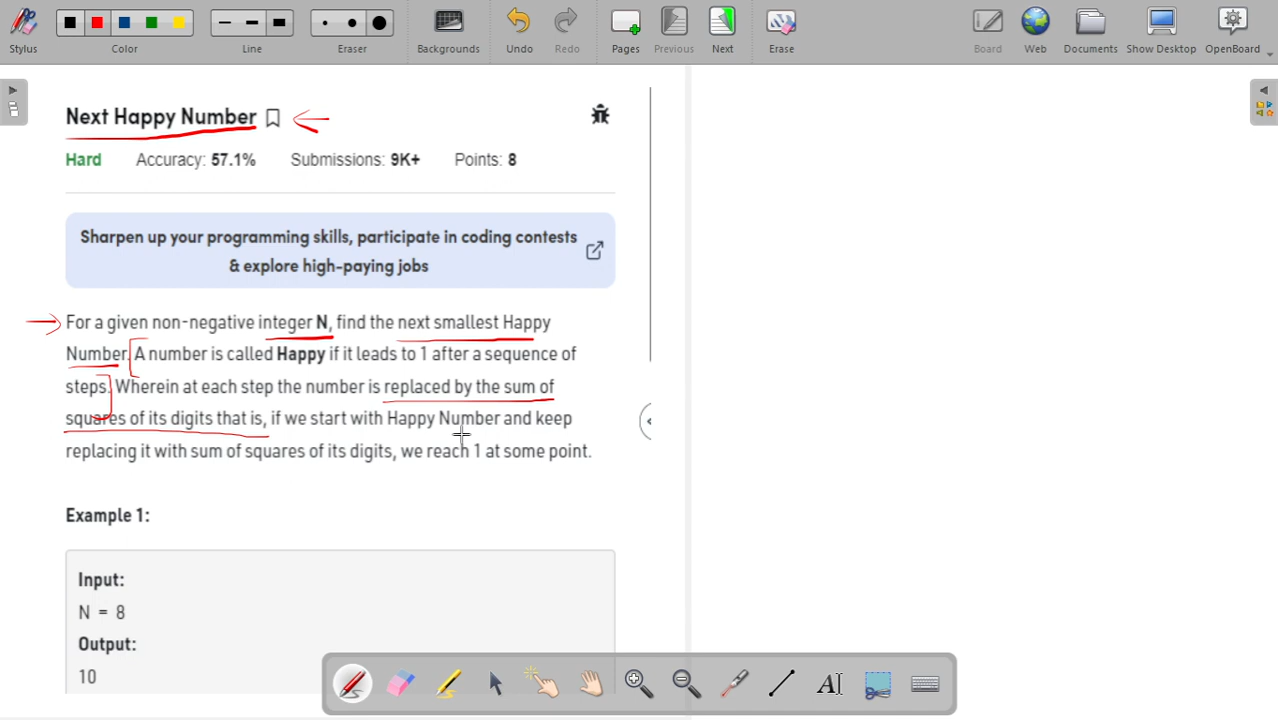 Stylus Color Line Eraser Backgrounds Undo Redo Pages Previous Next Erase Board Web Documents Show Desktop OpenBoard
Next Happy Number
Hard Accuracy: 57.1% Submissions: 9K+ Points: 8
Sharpen up your programming skills, participate in coding contests
& explore high-paying jobs
For a given non-negative integer N, find the next smallest Happy
Number. A number is called Happy if it leads to 1 after a sequence of
steps. Wherein at each step the number is replaced by the sum of
squares of its digits that is, if we start with Happy Number and keep
replacing it with sum of squares of its digits, we reach 1 at some point.
Example 1:
Input:
N = 8
Output:
10